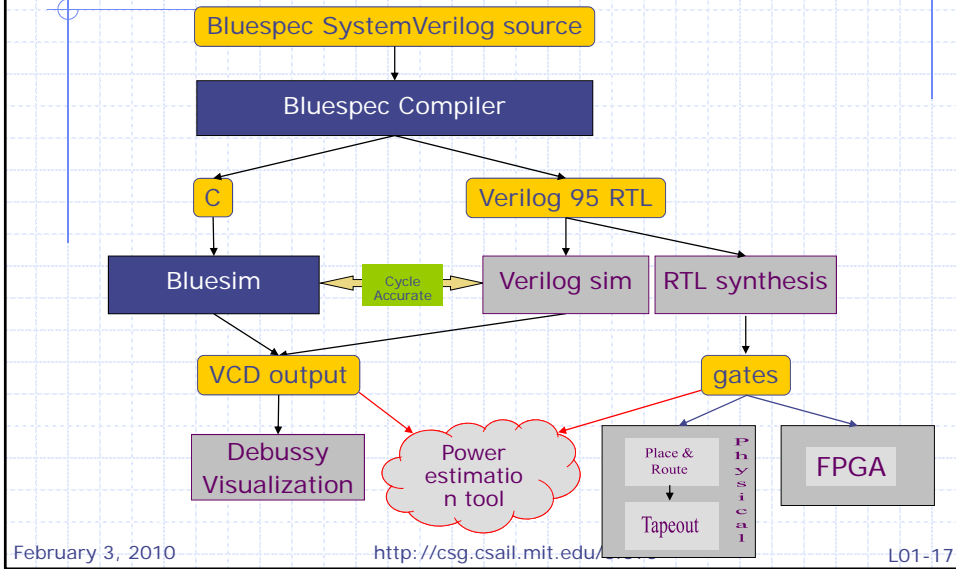 Bluespec SystemVerilog source
Bluespec Compiler
C
Verilog 95 RTL
Bluesim
Cycle
Accurate
Verilog sim
RTL synthesis
VCD output
gates
Debussy
Visualization
Power
estimatio
n tool
Place &
Route
Tapeout
Physical
FPGA
February 3, 2010
http://csg.csail.mit.edu/
L01-17